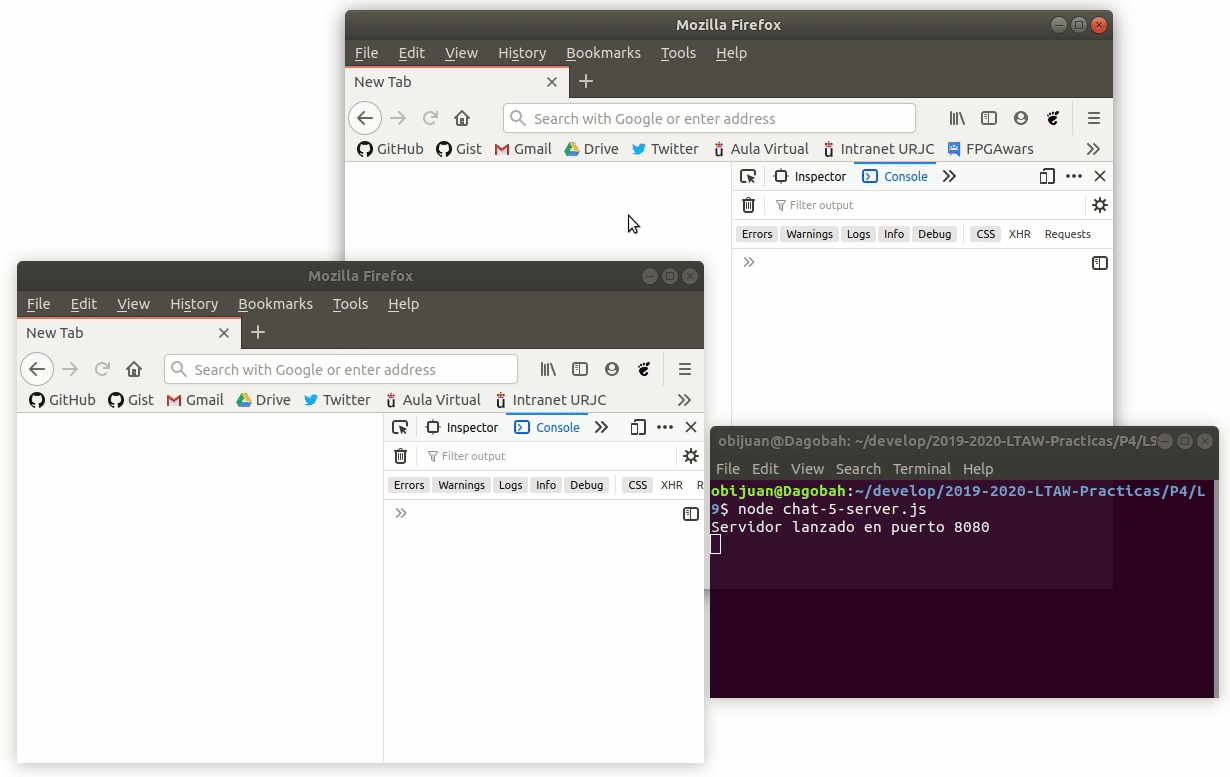 Mozilla Firefox
File Edit View History Bookmarks Tools Help
New Tab
Search with Google or enter address
GitHub Gist Gmail Drive Twitter Aula Virtual Intranet URJC FPGAwars
Inspector Console
Filter output
Errors Warnings Logs Info Debug CSS XHR Requests
Mozilla Firefox
File Edit View History Bookmarks Tools Help
New Tab
Search with Google or enter address
GitHub Gist Gmail Drive Twitter Aula Virtual Intranet URJC
Inspector Console
Filter output
Errors Warnings Logs Info Debug CSS XHR R
obijuan@Dagobah: ~/develop/2019-2020-LTAW-Practicas/P4/L9
File Edit View Search Terminal Help
obijuan@Dagobah:~/develop/2019-2020-LTAW-Practicas/P4/L
9$ node chat-5-server.js
Servidor lanzado en puerto 8080